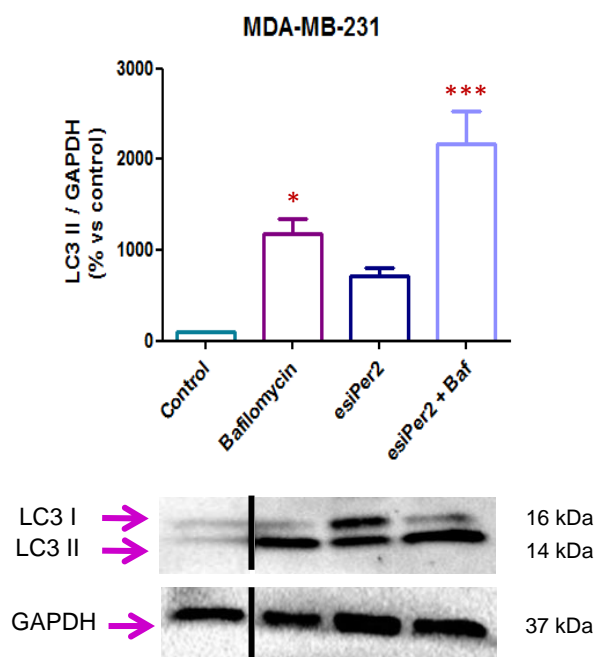 MDA-MB-231
LC3 II / GAPDH
(% vs control)
3000
2000
1000
0
*
***
Control
Bafilomycin
esiPer2
esiPer2 + Baf
LC3 I
16 kDa
LC3 II
14 kDa
GAPDH
37 kDa